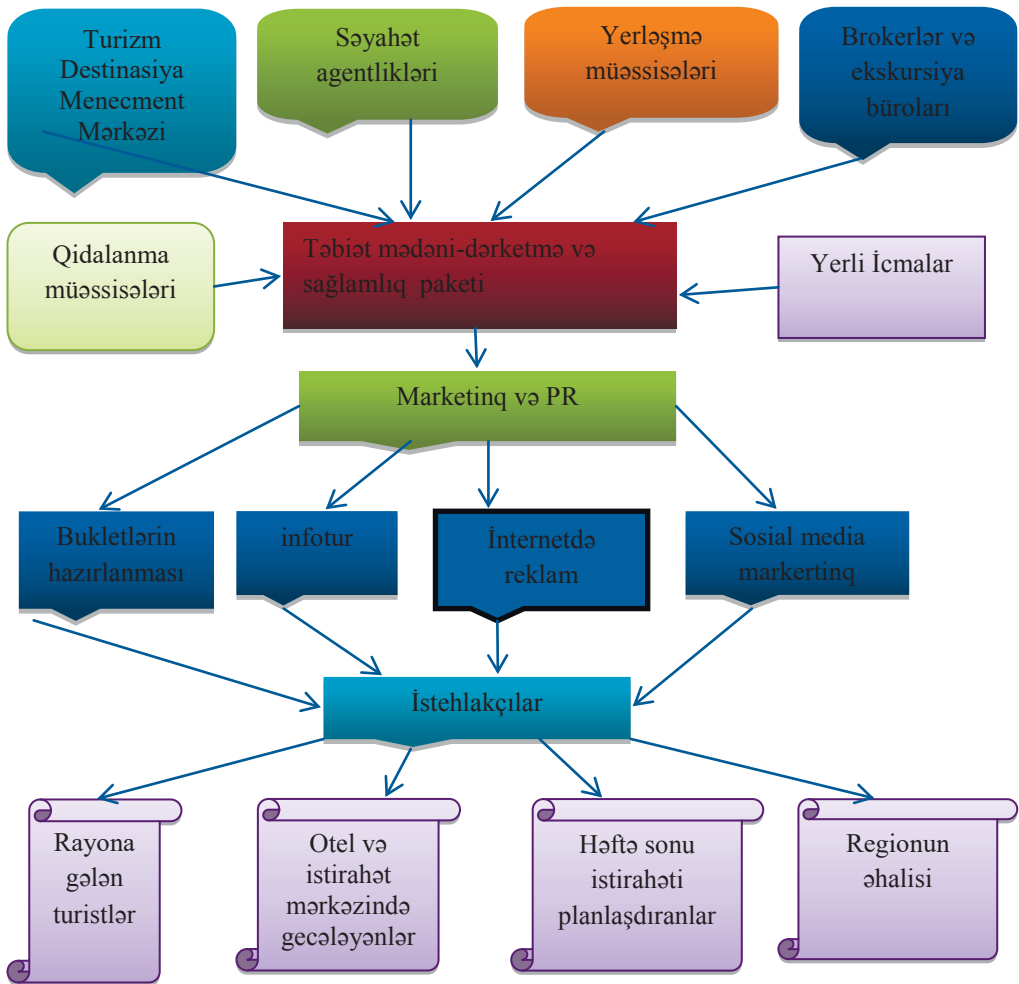 Turizm
Destinasiya
Menecment
Mərkəzi
Səyahət
agentlikləri
Yerləşmə
müəssisələri
Brokerlər və
ekskursiya
büroları
Qidalanma
müəssisələri
Təbiət mədəni-dərketmə və
sağlamlıq paketi
Yerli İcmalar
Marketinq və PR
Bukletlərin
hazırlanması
infotur
İnternetdə
reklam
Sosial media
markertinq
İstehlakçılar
Rayona
gələn
turistlər
Otel və
istirahət
mərkəzində
gecələyənlər
Həftə sonu
istirahəti
planlaşdıranlar
Regionun
əhalisi